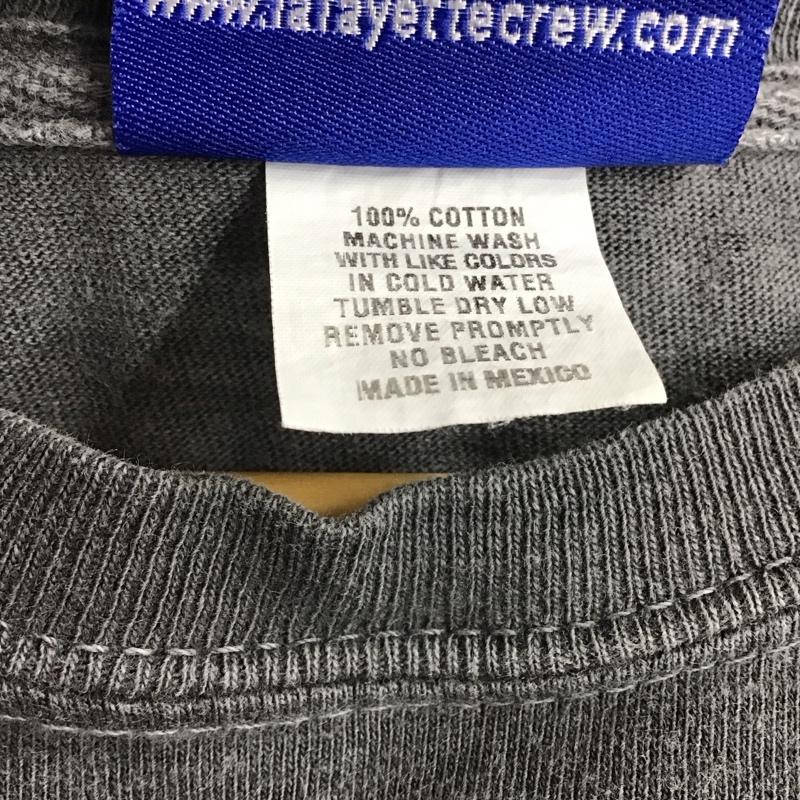 www.lafayettecrew.com
100% COTTON
MACHINE WASH
WITH LIKE COLORS
IN COLD WATER
TUMBLE DRY LOW
REMOVE PROMPTLY
NO BLEACH
MADE IN MEXICO